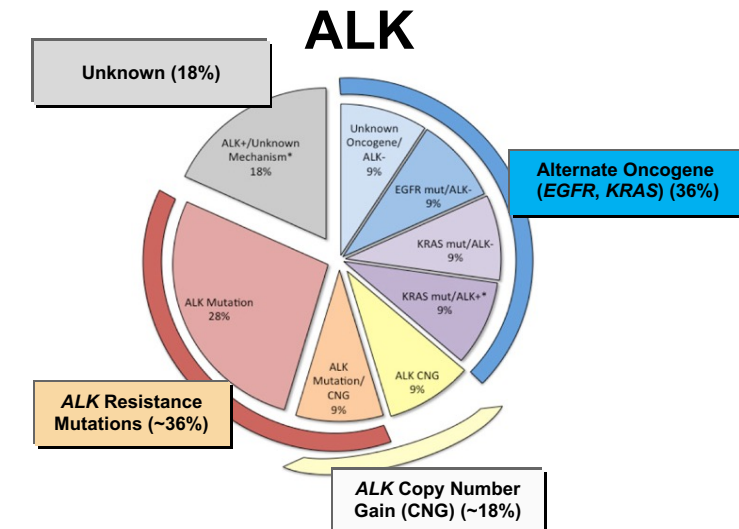 ALK
Unknown (18%)
ALK+/Unknown
Mechanism*
18%
Unknown
Oncogene/
ALK-
9%
EGFR mut/ALK-
9%
Alternate Oncogene
(EGFR, KRAS) (36%)
KRAS mut/ALK-
9%
KRAS mut/ALK+*
9%
ALK Mutation
28%
ALK
Mutation/
CNG
9%
ALK CNG
9%
ALK Resistance
Mutations (~36%)
ALK Copy Number
Gain (CNG) (~18%)